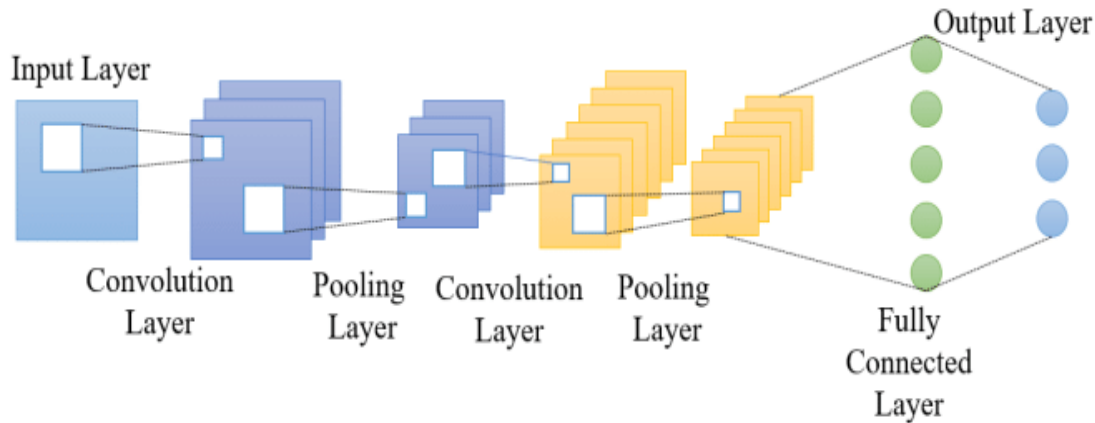 Input Layer
Convolution
Layer
Pooling
Layer
Convolution
Layer
Pooling
Layer
Fully
Connected
Layer
Output Layer